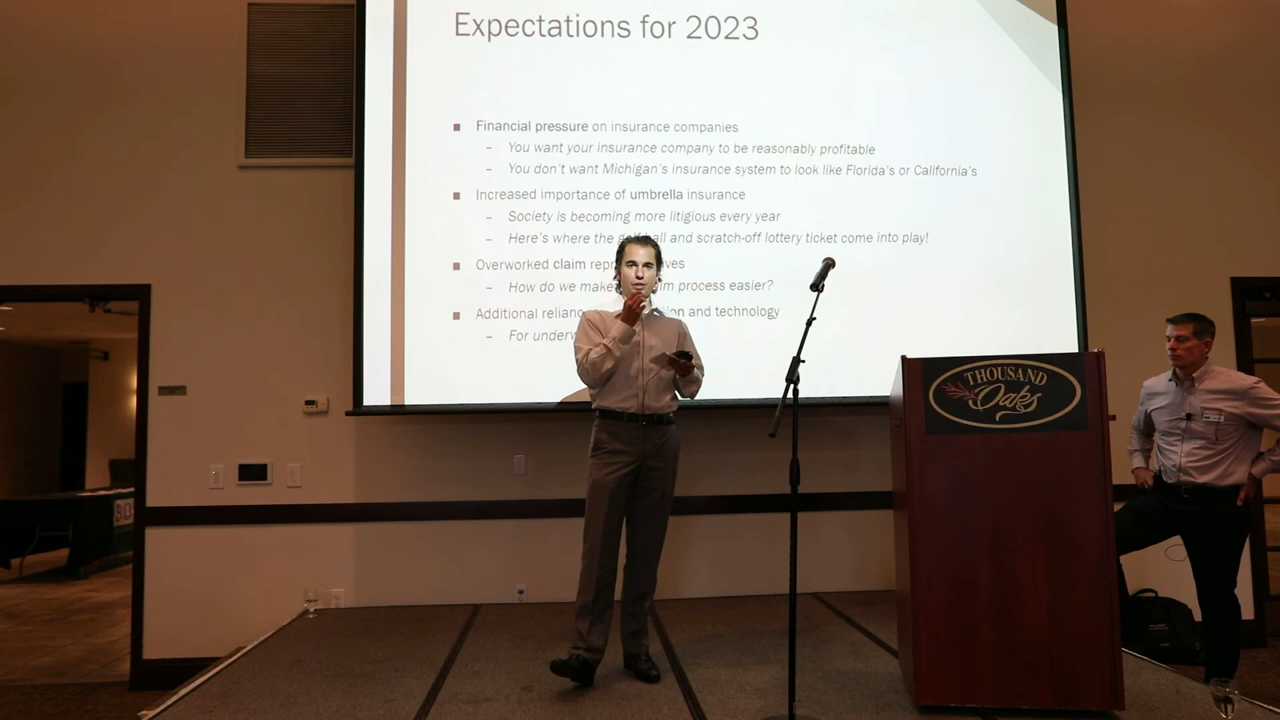 Expectations for 2023
Financial pressure on insurance companies
– You want your insurance company to be reasonably profitable
– You don't want Michigan's insurance system to look like Florida's or California's
Increased importance of umbrella insurance
– Society is becoming more litigious every year
– Here's where the golf ball and scratch-off lottery ticket come into play!
Overworked claim
– How do we make process easier?
Additional and technology
– For
THOUSAND
Oaks